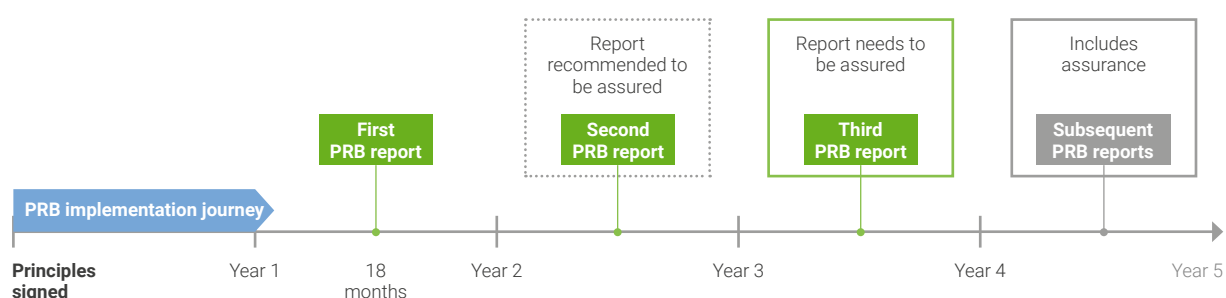 Report
recommended to
be assured
Report needs to
be assured
Includes
assurance
First
PRB report
Second
PRB report
Third
PRB report
Subsequent
PRB reports
PRB implementation journey
Principles
signed
Year 1
18
months
Year 2
Year 3
Year 4
Year 5